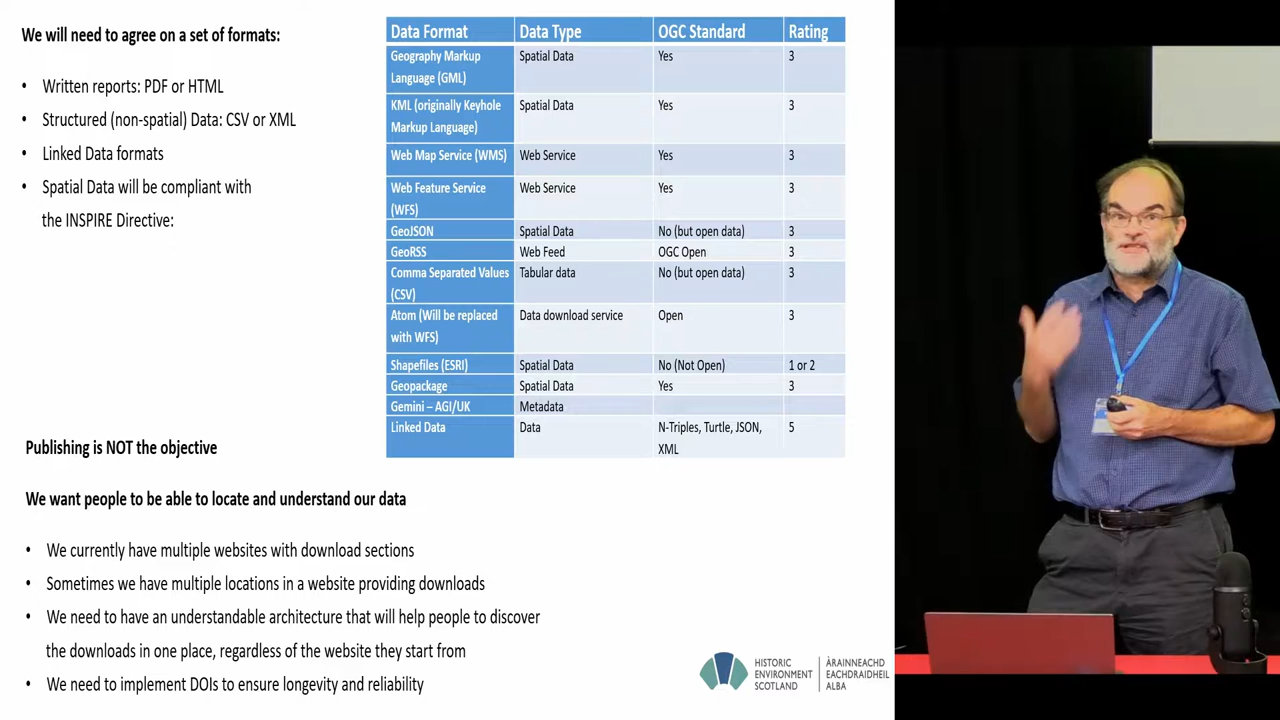 We will need to agree on a set of formats:
• Written reports: PDF or HTML
• Structured (non-spatial) Data: CSV or XML
• Linked Data formats
• Spatial Data will be compliant with
the INSPIRE Directive:
Data Format Data Type OGC Standard Rating
Geography Markup Spatial Data Yes 3
Language (GML)
KML (originally Keyhole Spatial Data Yes 3
Markup Language)
Web Map Service (WMS) Web Service Yes 3
Web Feature Service Web Service Yes 3
(WFS)
GeoJSON Spatial Data No (but open data) 3
GeoRSS Web Feed OGC Open 3
Comma Separated Values Tabular data No (but open data) 3
(CSV)
Atom (Will be replaced Data download service Open 3
with WFS)
Shapefiles (ESRI) Spatial Data No (Not Open) 1 or 2
Geopackage Spatial Data Yes 3
Gemini – AGI/UK Metadata
Linked Data Data N-Triples, Turtle, JSON, 5
XML
Publishing is NOT the objective
We want people to be able to locate and understand our data
• We currently have multiple websites with download sections
• Sometimes we have multiple locations in a website providing downloads
• We need to have an understandable architecture that will help people to discover
the downloads in one place, regardless of the website they start from
• We need to implement DOIs to ensure longevity and reliability
HISTORIC
ENVIRONMENT
SCOTLAND
ÀRAINNEACHD
EACHDRAIDHEIL
ALBA